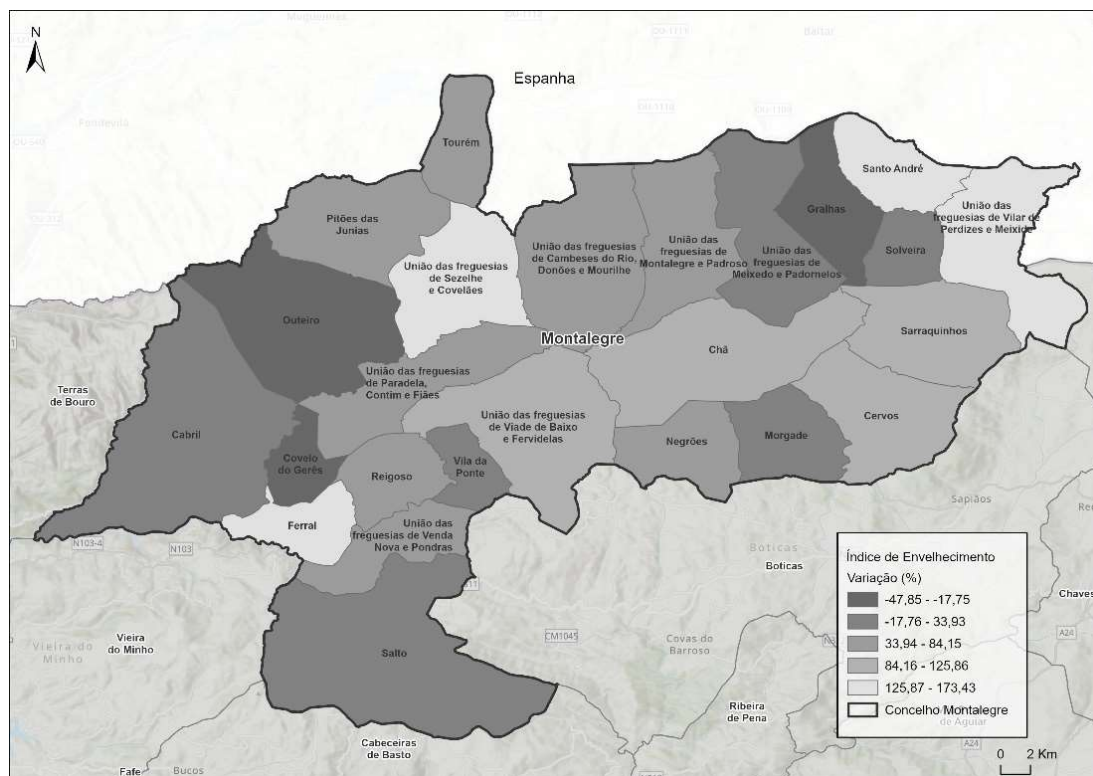 N
Espanha
Tourém
Santo André
Pitões das
Junias
Gralhas
União das
freguesias de Vilar de
Perdizes e Meixide
União das freguesias
de Sezelhe
e Covelães
União das freguesias
de Cambeses do Rio,
Donões e Mourilhe
União das
freguesias de
Montalegre e Padroso
União das
freguesias de
Meixedo e Padornelos
Solveira
Outeiro
Montalegre
Sarraquinhos
Chã
União das freguesias
de Paradela,
Contim e Fiães
Terras
de Bouro
União das freguesias
de Viade de Baixo
e Fervidelas
Cervos
Cabril
Negrões
Morgade
Covelo
do Gerês
Vila da
Ponte
Reigoso
Sapiãos
Ferral
União das
freguesias de Venda
Nova e Pondras
N103-4
N103
Boticas
Boticas
Chaves
Vieira do
Minho
Vieira
do Minho
CM1045
Covas do
Barroso
A24
Salto
Ribeira
de Pena
de Aguiar
A24
Cabeceiras
de Basto
Fafe
Bucos
Índice de Envelhecimento
Variação (%)
-47,85 - -17,75
-17,76 - 33,93
33,94 - 84,15
84,16 - 125,86
125,87 - 173,43
Concelho Montalegre
0 2 Km